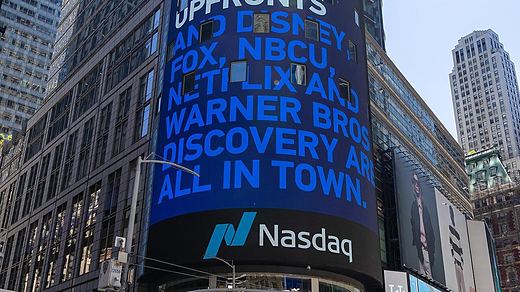 UPFRONTS
AND DISNEY,
FOX, NBCU,
NETFLIX AND
WARNER BROS
DISCOVERY ARE
ALL IN TOWN.
Nasdaq